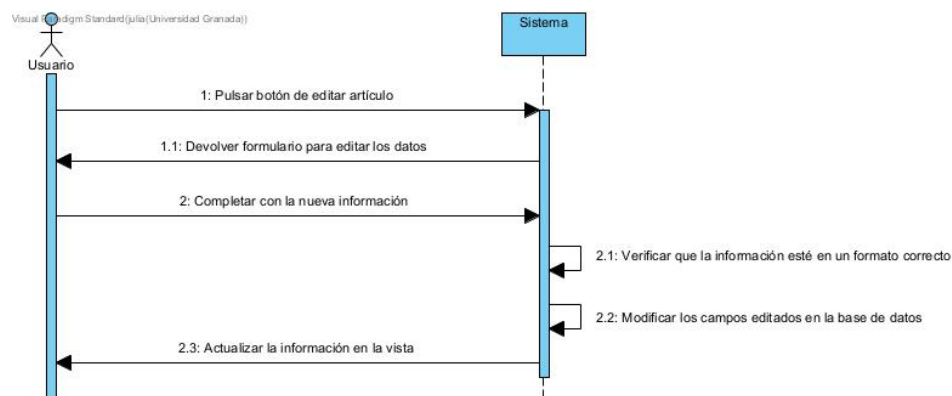 Visual Paradigm Standard(julia(Universidad Granada))
Sistema
Usuario
1: Pulsar botón de editar artículo
1.1: Devolver formulario para editar los datos
2: Completar con la nueva información
2.1: Verificar que la información esté en un formato correcto
2.2: Modificar los campos editados en la base de datos
2.3: Actualizar la información en la vista